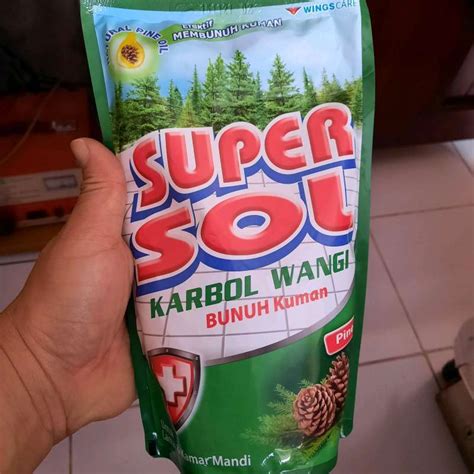 WINGSCARE
NATURAL PINE OIL
EFEKTIF
MEMBUNUH KUMAN
SUPER
SOL
KARBOL WANGI
BUNUH Kuman
Pine
Kamar Mandi